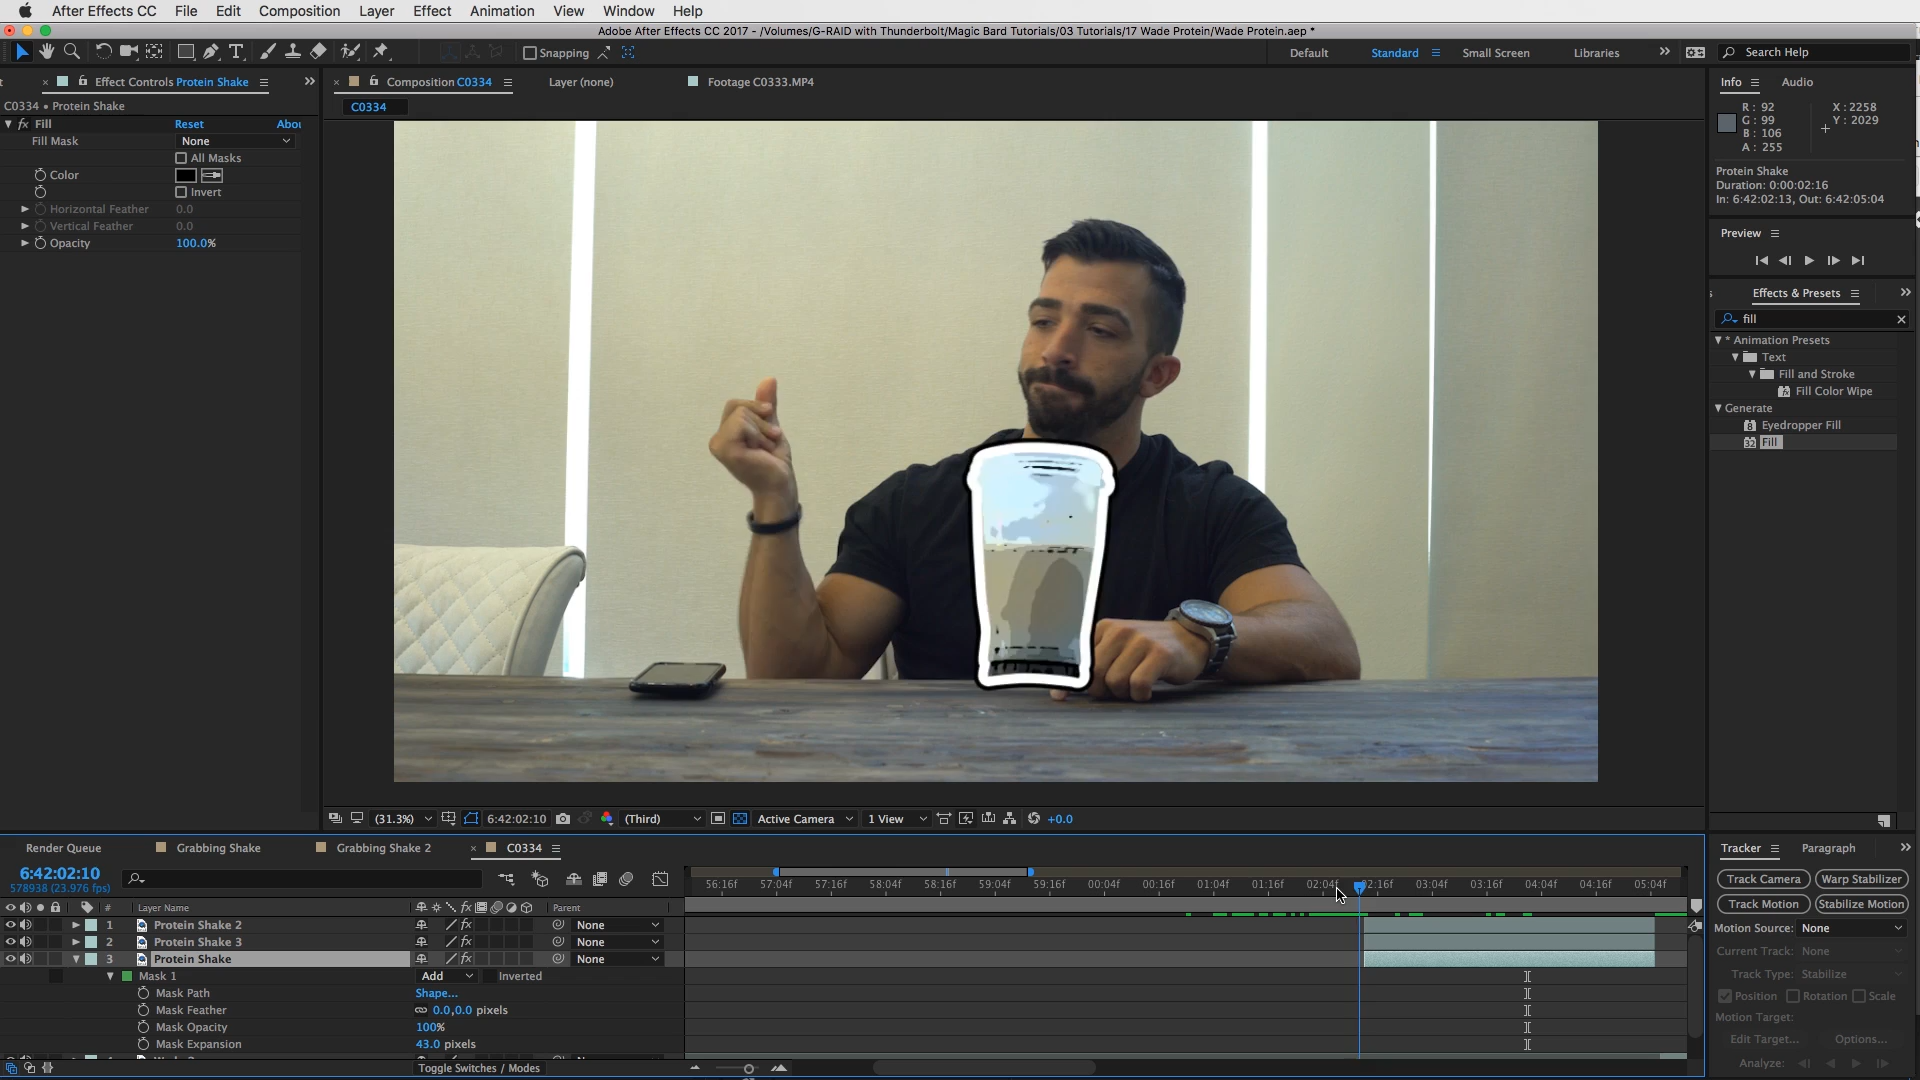 After Effects CC File Edit Composition Layer Effect Animation View Window Help
Adobe After Effects CC 2017 - /Volumes/G-RAID with Thunderbolt/Magic Bard Tutorials/03 Tutorials/17 Wade Protein/Wade Protein.aep *
Snapping Default Standard Small Screen Libraries Search Help
Effect Controls Protein Shake
Composition C0334 Layer (none) Footage C0333.MP4
Info Audio
C0334 • Protein Shake
C0334
fx Fill Reset Abou
Fill Mask None
All Masks
Color
Invert
Horizontal Feather 0.0
Vertical Feather 0.0
Opacity 100.0%
R: 92
G: 99
B: 106
A: 255
X: 2258
Y: 2029
Protein Shake
Duration: 0:00:02:16
In: 6:42:02:13, Out: 6:42:05:04
Preview
Effects & Presets
fill
* Animation Presets
Text
Fill and Stroke
Fill Color Wipe
Generate
Eyedropper Fill
Fill
(31.3%) 6:42:02:10 (Third) Active Camera 1 View +0.0
Render Queue Grabbing Shake Grabbing Shake 2 C0334
6:42:02:10
578938 (23.976 fps)
56:16f 57:04f 57:16f 58:04f 58:16f 59:04f 59:16f 00:04f 00:16f 01:04f 01:16f 02:04f 02:16f 03:04f 03:16f 04:04f 04:16f 05:04f
# Layer Name fx Parent
1 Protein Shake 2 fx None
2 Protein Shake 3 fx None
3 Protein Shake fx None
Mask 1 Add Inverted
Mask Path Shape...
Mask Feather 0.0,0.0 pixels
Mask Opacity 100%
Mask Expansion 43.0 pixels
Toggle Switches / Modes
Tracker Paragraph
Track Camera Warp Stabilizer
Track Motion Stabilize Motion
Motion Source: None
Current Track: None
Track Type: Stabilize
Position Rotation Scale
Motion Target:
Edit Target... Options...
Analyze: